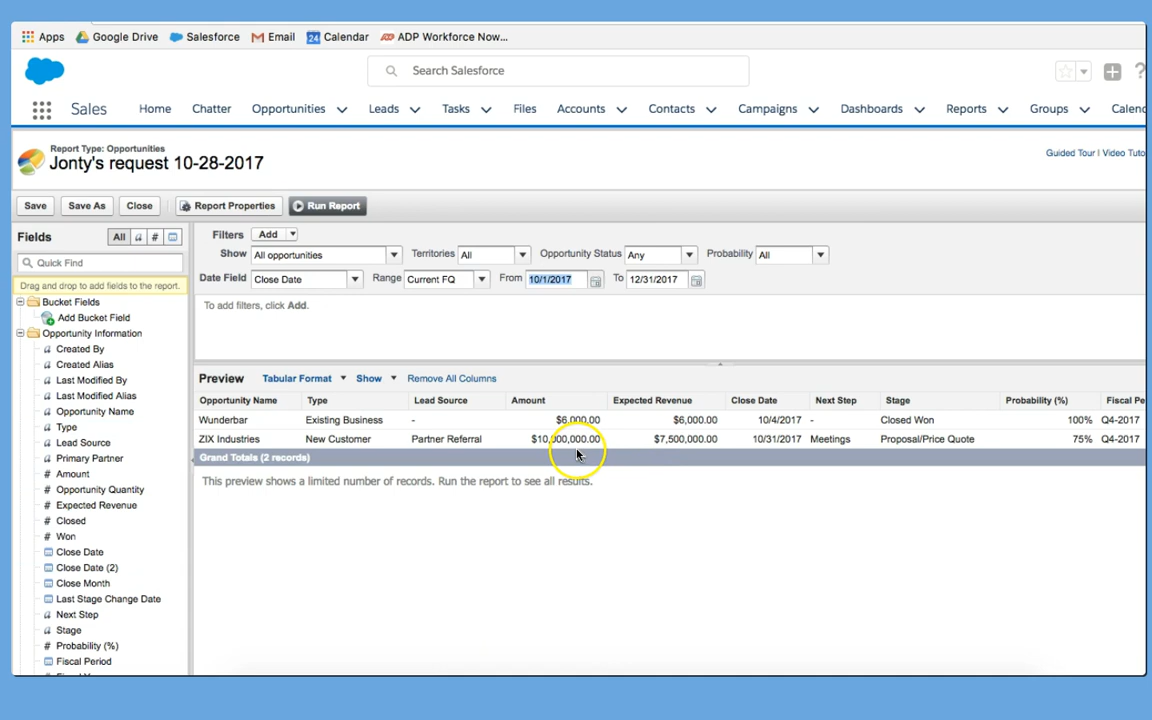 Apps Google Drive Salesforce Email 24 Calendar ADP Workforce Now...
Search Salesforce
Sales Home Chatter Opportunities Leads Tasks Files Accounts Contacts Campaigns Dashboards Reports Groups Calend
Report Type: Opportunities
Jonty's request 10-28-2017
Guided Tour | Video Tuto
Save Save As Close Report Properties Run Report
Fields All a #
Quick Find
Drag and drop to add fields to the report.
Bucket Fields
Add Bucket Field
Opportunity Information
a Created By
a Created Alias
a Last Modified By
a Last Modified Alias
a Opportunity Name
a Type
a Lead Source
a Primary Partner
# Amount
# Opportunity Quantity
# Expected Revenue
# Closed
# Won
Close Date
Close Date (2)
Close Month
Last Stage Change Date
a Next Step
a Stage
# Probability (%)
Fiscal Period
Filters Add
Show All opportunities Territories All Opportunity Status Any Probability All
Date Field Close Date Range Current FQ From 10/1/2017 To 12/31/2017
To add filters, click Add.
Preview Tabular Format Show Remove All Columns
Opportunity Name Type Lead Source Amount Expected Revenue Close Date Next Step Stage Probability (%) Fiscal Pe
Wunderbar Existing Business - $6,000.00 $6,000.00 10/4/2017 - Closed Won 100% Q4-2017
ZIX Industries New Customer Partner Referral $10,000,000.00 $7,500,000.00 10/31/2017 Meetings Proposal/Price Quote 75% Q4-2017
Grand Totals (2 records)
This preview shows a limited number of records. Run the report to see all results.